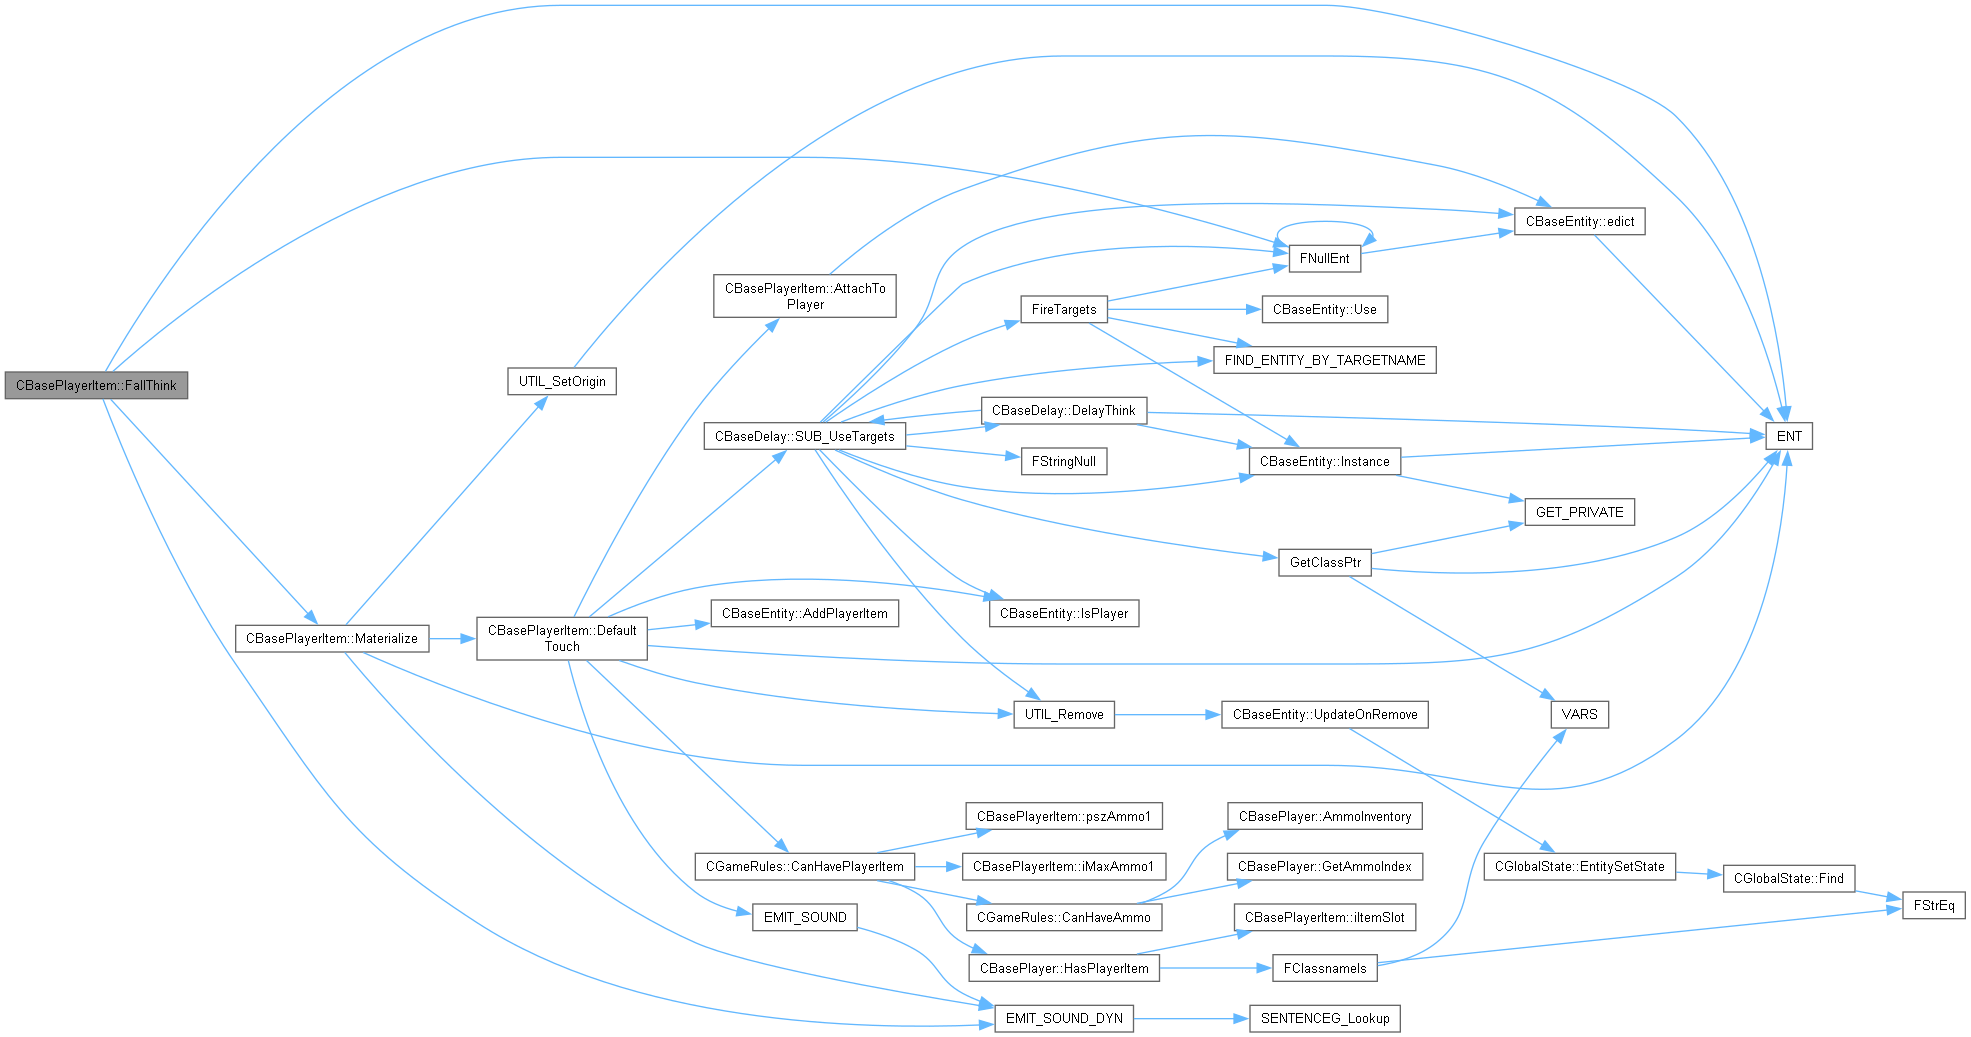 CBasePlayerItem::FallThink
CBasePlayerItem::Materialize
UTIL_SetOrigin
CBasePlayerItem::Default
Touch
CBasePlayerItem::AttachTo
Player
CBaseDelay::SUB_UseTargets
CBaseEntity::AddPlayerItem
CGameRules::CanHavePlayerItem
EMIT_SOUND
FireTargets
CBaseDelay::DelayThink
FStringNull
CBaseEntity::IsPlayer
UTIL_Remove
CBasePlayerItem::pszAmmo1
CBasePlayerItem::iMaxAmmo1
CGameRules::CanHaveAmmo
CBasePlayer::HasPlayerItem
EMIT_SOUND_DYN
FNullEnt
CBaseEntity::Use
FIND_ENTITY_BY_TARGETNAME
CBaseEntity::Instance
GetClassPtr
CBaseEntity::UpdateOnRemove
CBasePlayer::AmmoInventory
CBasePlayer::GetAmmoIndex
CBasePlayerItem::iItemSlot
FClassnameIs
SENTENCEG_Lookup
CBaseEntity::edict
GET_PRIVATE
VARS
CGlobalState::EntitySetState
ENT
CGlobalState::Find
FStrEq